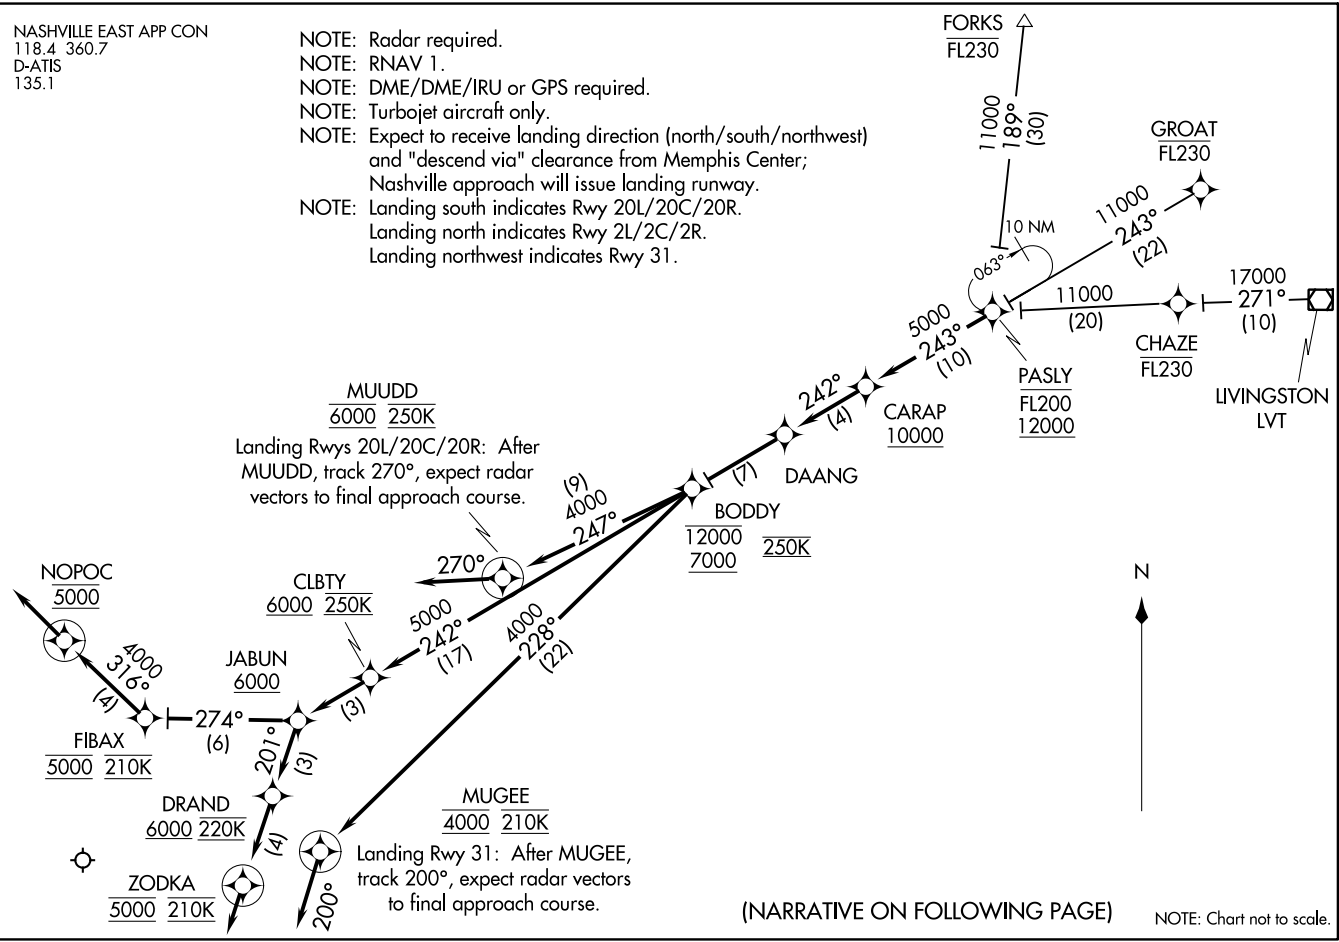 NASHVILLE EAST APP CON
118.4 360.7
D-ATIS
135.1
NOTE: Radar required.
NOTE: RNAV 1.
NOTE: DME/DME/IRU or GPS required.
NOTE: Turbojet aircraft only.
NOTE: Expect to receive landing direction (north/south/northwest)
and "descend via" clearance from Memphis Center;
Nashville approach will issue landing runway.
NOTE: Landing south indicates Rwy 20L/20C/20R.
Landing north indicates Rwy 2L/2C/2R.
Landing northwest indicates Rwy 31.
FORKS
FL230
11000
189°
(30)
GROAT
FL230
11000
243°
(22)
10 NM
063°
17000
271°
(10)
11000
(20)
CHAZE
FL230
LIVINGSTON
LVT
PASLY
FL200
12000
5000
243°
(10)
CARAP
10000
242°
(4)
DAANG
(7)
BODDY
12000 250K
7000
MUUDD
6000 250K
Landing Rwys 20L/20C/20R: After
MUUDD, track 270°, expect radar
vectors to final approach course.
(9)
4000
247°
270°
CLBTY
6000 250K
5000
242°
(17)
4000
228°
(22)
NOPOC
5000
4000
316°
(4)
JABUN
6000
(3)
274°
(6)
FIBAX
5000 210K
201°
(3)
DRAND
6000 220K
(4)
ZODKA
5000 210K
MUGEE
4000 210K
Landing Rwy 31: After MUGEE,
track 200°, expect radar vectors
to final approach course.
200°
N
(NARRATIVE ON FOLLOWING PAGE)
NOTE: Chart not to scale.